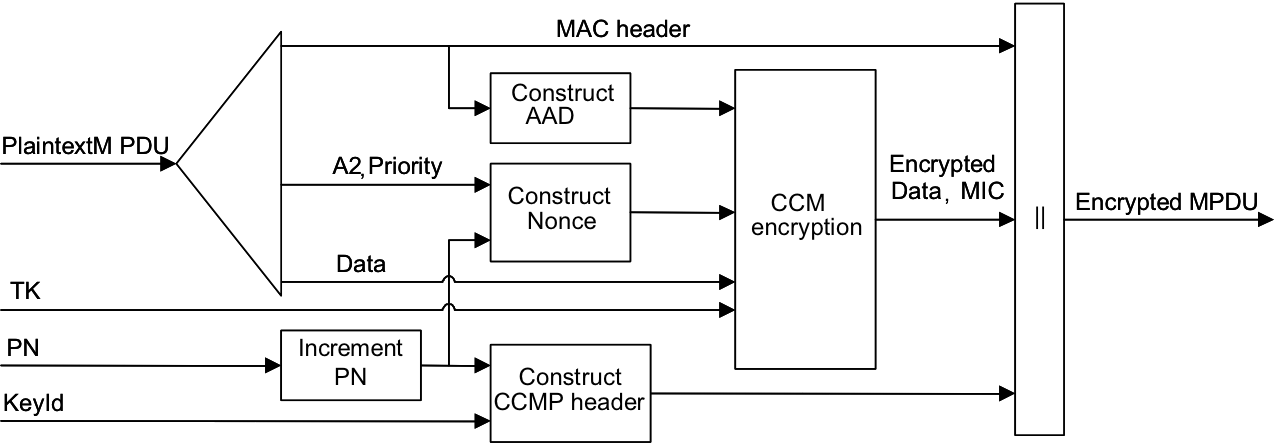 MAC header
Construct
AAD
PlaintextM PDU
A2,Priority
Construct
Nonce
CCM
encryption
Encrypted
Data, MIC
||
Encrypted MPDU
Data
TK
PN
Increment
PN
Construct
CCMP header
KeyId